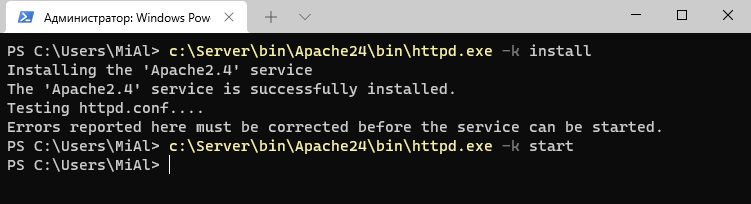 Администратор: Windows Pow
PS C:\Users\MiAl> c:\Server\bin\Apache24\bin\httpd.exe -k install
Installing the 'Apache2.4' service
The 'Apache2.4' service is successfully installed.
Testing httpd.conf....
Errors reported here must be corrected before the service can be started.
PS C:\Users\MiAl> c:\Server\bin\Apache24\bin\httpd.exe -k start
PS C:\Users\MiAl>